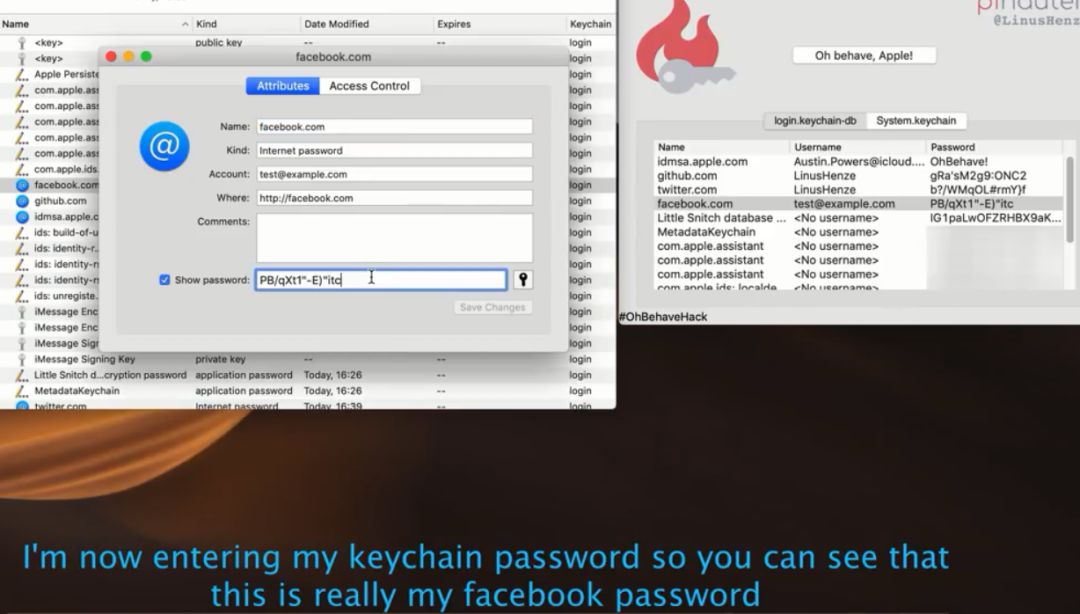 Name Kind Date Modified Expires Keychain
<key> public key -- -- login
<key> login
Apple Persiste login
com.apple.ass login
com.apple.ass login
com.apple.ass login
com.apple.ass login
com.apple.ass login
com.apple.ids login
facebook.com login
github.com login
idmsa.apple.c login
ids: build-of-u login
ids: identity-r.. login
ids: identity-r login
ids: identity-r login
ids: unregiste. login
iMessage Enc login
iMessage Enc login
iMessage Sig login
iMessage Signing Key private key -- -- login
Little Snitch d...cryption password application password Today, 16:26 -- login
MetadataKeychain application password Today, 16:26 -- login
twitter.com Internet password Today, 16:39 -- login
facebook.com
Attributes Access Control
@
Name: facebook.com
Kind: Internet password
Account: test@example.com
Where: http://facebook.com
Comments:
Show password: PB/qXt1"-E)"itc
Save Changes
@LinusHenz
Oh behave, Apple!
login.keychain-db System.keychain
Name Username Password
idmsa.apple.com Austin.Powers@icloud.... OhBehave!
github.com LinusHenze gRa'sM2g9:ONC2
twitter.com LinusHenze b?/WMqOL#rmY}f
facebook.com test@example.com PB/qXt1"-E)"itc
Little Snitch database ... <No username> IG1paLwOFZRHBX9aK...
MetadataKeychain <No username>
com.apple.assistant <No username>
com.apple.assistant <No username>
com.apple.assistant <No username>
com.apple.ids: localde <No username>
#OhBehaveHack
I'm now entering my keychain password so you can see that
this is really my facebook password